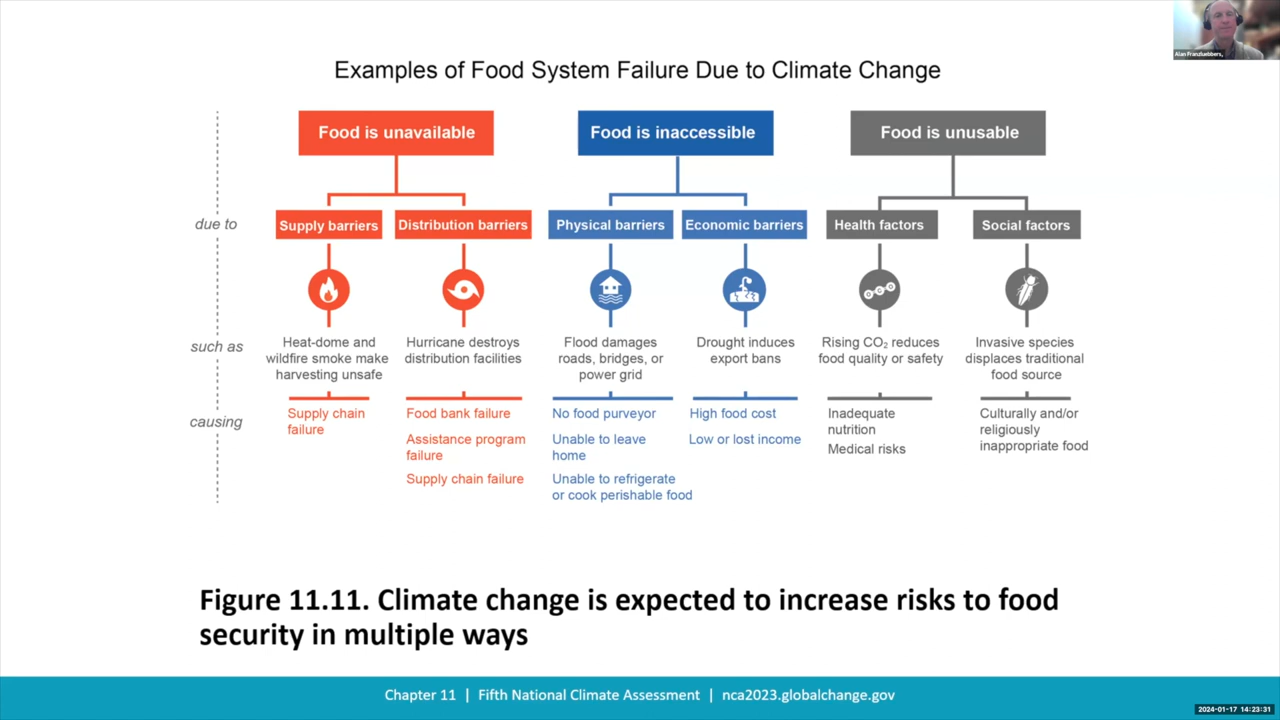 Alan Franzluebbers,
Examples of Food System Failure Due to Climate Change
Food is unavailable
Food is inaccessible
Food is unusable
due to
Supply barriers
Distribution barriers
Physical barriers
Economic barriers
Health factors
Social factors
such as
Heat-dome and
wildfire smoke make
harvesting unsafe
Hurricane destroys
distribution facilities
Flood damages
roads, bridges, or
power grid
Drought induces
export bans
Rising CO₂ reduces
food quality or safety
Invasive species
displaces traditional
food source
causing
Supply chain
failure
Food bank failure
Assistance program
failure
Supply chain failure
No food purveyor
Unable to leave
home
Unable to refrigerate
or cook perishable food
High food cost
Low or lost income
Inadequate
nutrition
Medical risks
Culturally and/or
religiously
inappropriate food
Figure 11.11. Climate change is expected to increase risks to food
security in multiple ways
Chapter 11 | Fifth National Climate Assessment | nca2023.globalchange.gov
2024-01-17 14:23:31